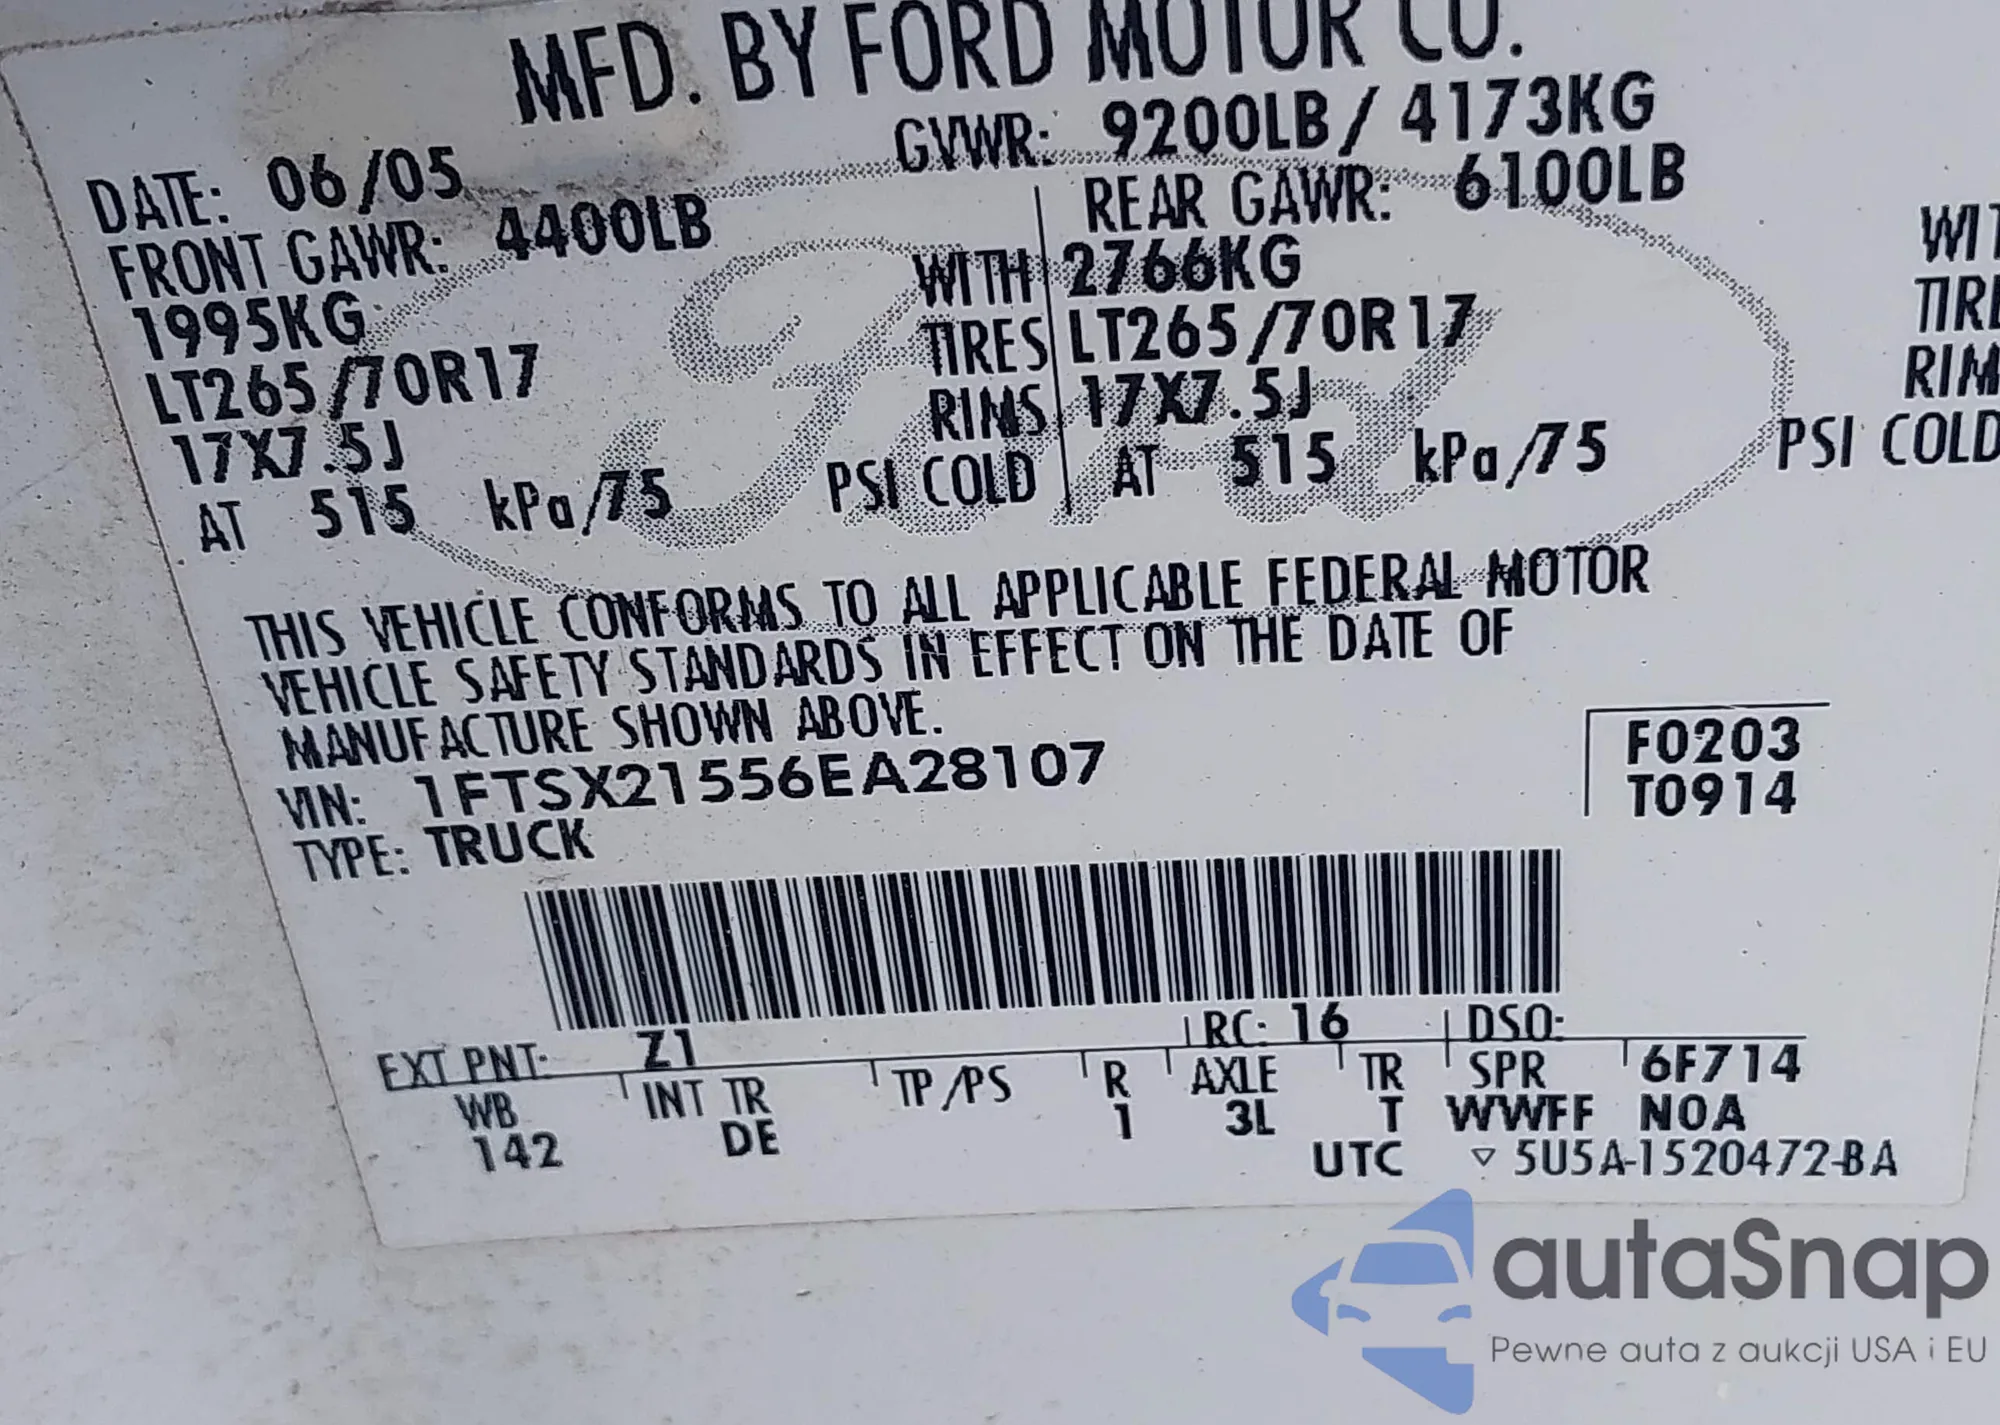 MFD. BY FORD MOTOR CO.
DATE: 06/05 GVWR: 9200LB / 4173KG
FRONT GAWR: 4400LB REAR GAWR: 6100LB
1995KG WITH 2766KG WIT
LT265/70R17 TIRES LT265/70R17 TIRE
17X7.5J RIMS 17X7.5J RIM
AT 515 kPa/75 PSI COLD AT 515 kPa/75 PSI COLD
Ford
THIS VEHICLE CONFORMS TO ALL APPLICABLE FEDERAL MOTOR
VEHICLE SAFETY STANDARDS IN EFFECT ON THE DATE OF
MANUFACTURE SHOWN ABOVE.
VIN: 1FTSX21556EA28107
TYPE: TRUCK
F0203
T0914
EXT PNT: Z1 RC: 16 DSO:
WB INT TR TP/PS R AXLE TR SPR 6F714
142 DE 1 3L T WWFF N0A
UTC ▽ 5U5A-1520472-BA
autaSnap
Pewne auta z aukcji USA i EU